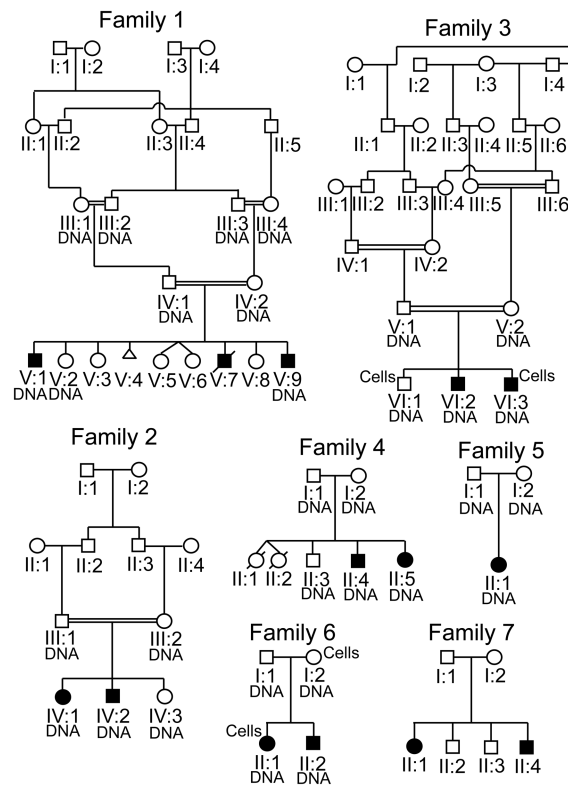 Family 1
I:1 I:2 I:3 I:4
II:1 II:2 II:3 II:4 II:5
III:1 III:2 III:3 III:4
DNA DNA DNA DNA
IV:1 IV:2
DNA DNA
V:1 V:2 V:3 V:4 V:5 V:6 V:7 V:8 V:9
DNA DNA DNA
Family 3
I:1 I:2 I:3 I:4
II:1 II:2 II:3 II:4 II:5 II:6
III:1 III:2 III:3 III:4 III:5 III:6
IV:1 IV:2
V:1 V:2
DNA DNA
Cells Cells
VI:1 VI:2 VI:3
DNA DNA DNA
Family 2
I:1 I:2
II:1 II:2 II:3 II:4
III:1 III:2
DNA DNA
IV:1 IV:2 IV:3
DNA DNA DNA
Family 4
I:1 I:2
DNA DNA
II:1 II:2 II:3 II:4 II:5
DNA DNA DNA
Family 5
I:1 I:2
DNA DNA
II:1
DNA
Family 6
Cells
I:1 I:2
DNA DNA
Cells
II:1 II:2
DNA DNA
Family 7
I:1 I:2
II:1 II:2 II:3 II:4